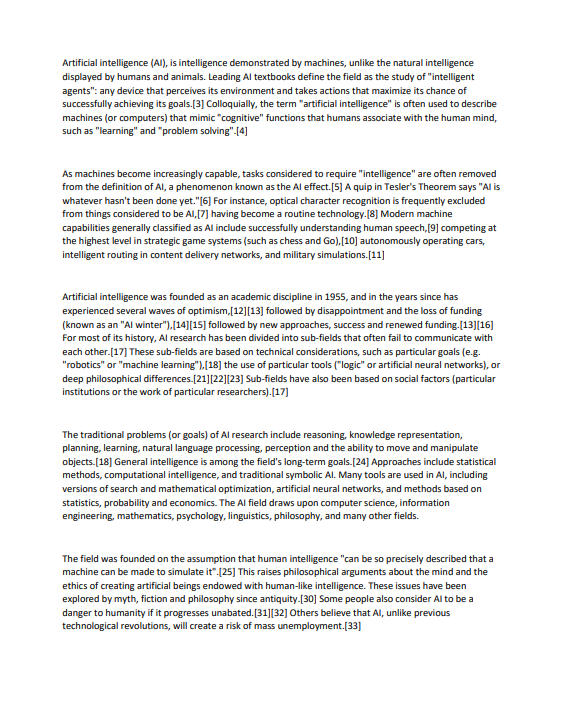 Artificial intelligence (AI), is intelligence demonstrated by machines, unlike the natural intelligence
displayed by humans and animals. Leading AI textbooks define the field as the study of "intelligent
agents": any device that perceives its environment and takes actions that maximize its chance of
successfully achieving its goals.[3] Colloquially, the term "artificial intelligence" is often used to describe
machines (or computers) that mimic "cognitive" functions that humans associate with the human mind,
such as "learning" and "problem solving".[4]
As machines become increasingly capable, tasks considered to require "intelligence" are often removed
from the definition of AI, a phenomenon known as the AI effect.[5] A quip in Tesler's Theorem says "AI is
whatever hasn't been done yet."[6] For instance, optical character recognition is frequently excluded
from things considered to be AI,[7] having become a routine technology.[8] Modern machine
capabilities generally classified as AI include successfully understanding human speech,[9] competing at
the highest level in strategic game systems (such as chess and Go),[10] autonomously operating cars,
intelligent routing in content delivery networks, and military simulations.[11]
Artificial intelligence was founded as an academic discipline in 1955, and in the years since has
experienced several waves of optimism,[12][13] followed by disappointment and the loss of funding
(known as an "AI winter"),[14][15] followed by new approaches, success and renewed funding.[13][16]
For most of its history, AI research has been divided into sub-fields that often fail to communicate with
each other.[17] These sub-fields are based on technical considerations, such as particular goals (e.g.
"robotics" or "machine learning"),[18] the use of particular tools ("logic" or artificial neural networks), or
deep philosophical differences.[21][22][23] Sub-fields have also been based on social factors (particular
institutions or the work of particular researchers).[17]
The traditional problems (or goals) of AI research include reasoning, knowledge representation,
planning, learning, natural language processing, perception and the ability to move and manipulate
objects.[18] General intelligence is among the field's long-term goals.[24] Approaches include statistical
methods, computational intelligence, and traditional symbolic AI. Many tools are used in AI, including
versions of search and mathematical optimization, artificial neural networks, and methods based on
statistics, probability and economics. The AI field draws upon computer science, information
engineering, mathematics, psychology, linguistics, philosophy, and many other fields.
The field was founded on the assumption that human intelligence "can be so precisely described that a
machine can be made to simulate it".[25] This raises philosophical arguments about the mind and the
ethics of creating artificial beings endowed with human-like intelligence. These issues have been
explored by myth, fiction and philosophy since antiquity.[30] Some people also consider AI to be a
danger to humanity if it progresses unabated.[31][32] Others believe that AI, unlike previous
technological revolutions, will create a risk of mass unemployment.[33]